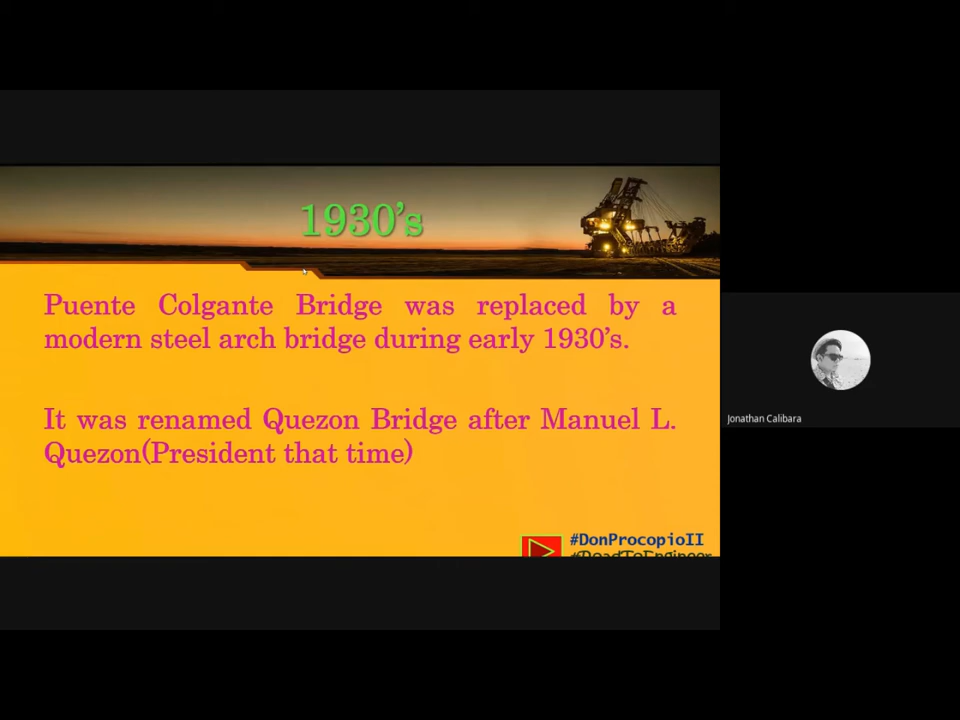 1930’s
Puente Colgante Bridge was replaced by a
modern steel arch bridge during early 1930’s.
It was renamed Quezon Bridge after Manuel L.
Quezon(President that time)
#DonProcopioII
#RoadToEngineer
Jonathan Calibara